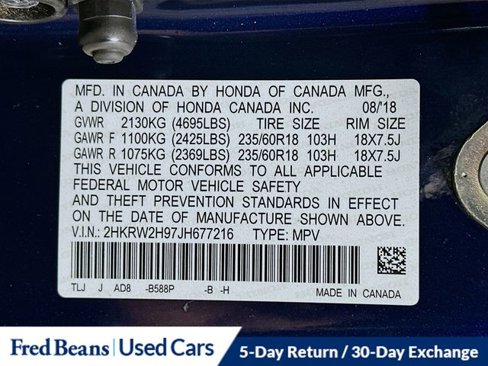 MFD. IN CANADA BY HONDA OF CANADA MFG.,
A DIVISION OF HONDA CANADA INC. 08/'18
GVWR 2130KG (4695LBS) TIRE SIZE RIM SIZE
GAWR F 1100KG (2425LBS) 235/60R18 103H 18X7.5J
GAWR R 1075KG (2369LBS) 235/60R18 103H 18X7.5J
THIS VEHICLE CONFORMS TO ALL APPLICABLE
FEDERAL MOTOR VEHICLE SAFETY
AND THEFT PREVENTION STANDARDS IN EFFECT
ON THE DATE OF MANUFACTURE SHOWN ABOVE.
V.I.N.: 2HKRW2H97JH677216 TYPE: MPV
TLJ J AD8 -B588P -B -H
MADE IN CANADA
Fred Beans | Used Cars 5-Day Return / 30-Day Exchange